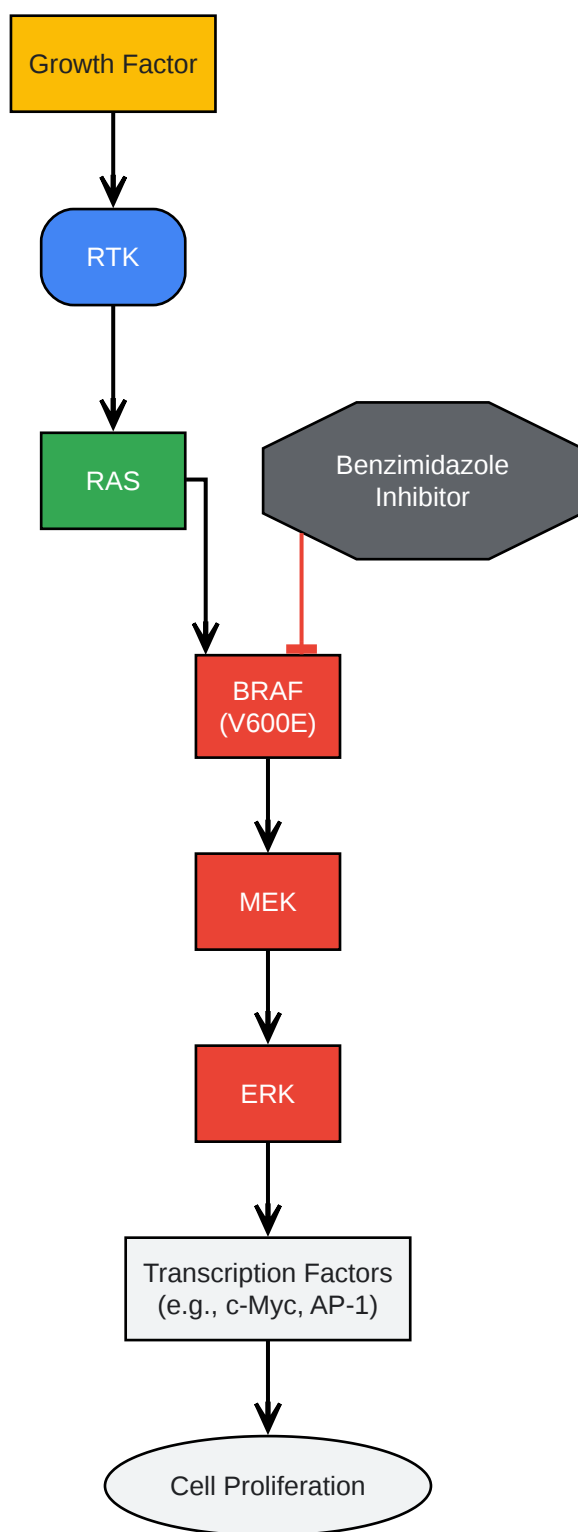 Growth Factor
RTK
RAS
Benzimidazole
Inhibitor
BRAF
(V600E)
MEK
ERK
Transcription Factors
(e.g., c-Myc, AP-1)
Cell Proliferation